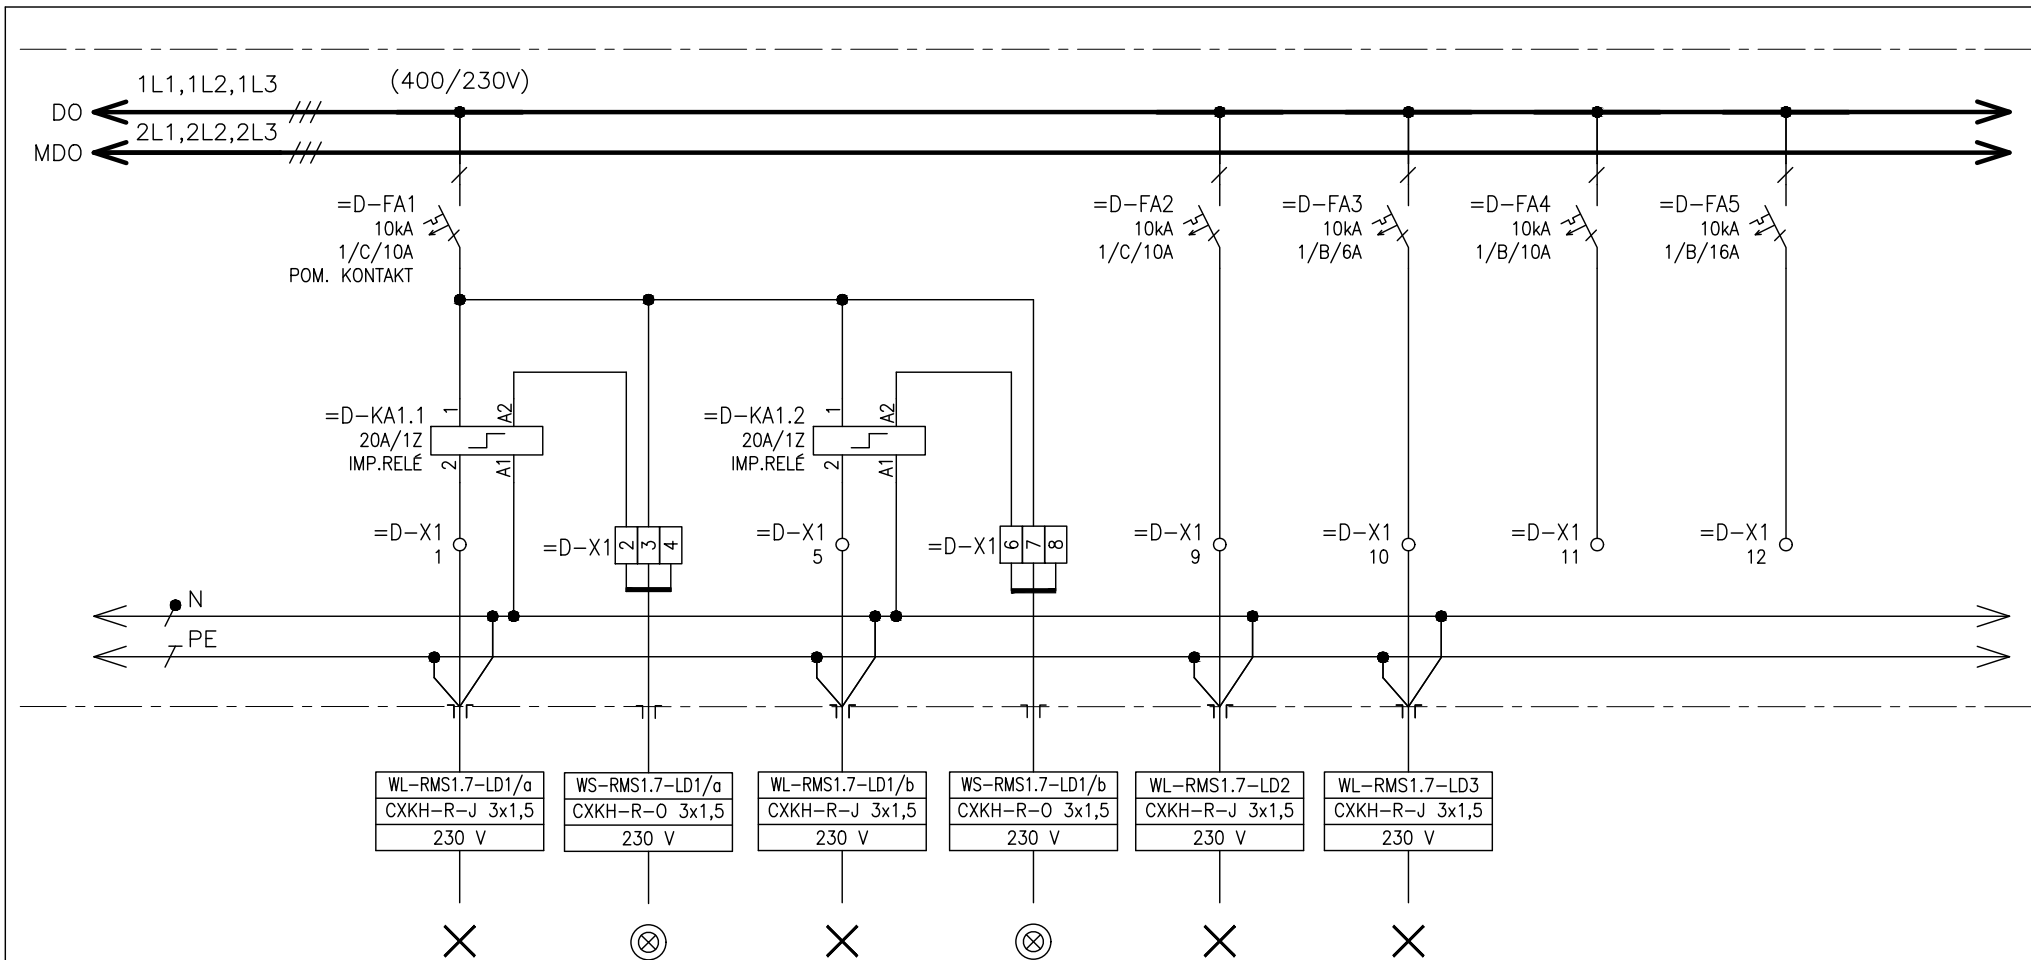 1L1,1L2,1L3
(400/230V)
DO
2L1,2L2,2L3
MDO
=D-FA1
10kA
1/C/10A
POM. KONTAKT
=D-FA2
10kA
1/C/10A
=D-FA3
10kA
1/B/6A
=D-FA4
10kA
1/B/10A
=D-FA5
10kA
1/B/16A
=D-KA1.1
20A/1Z
IMP.RELÉ
1
2
A2
A1
=D-KA1.2
20A/1Z
IMP.RELÉ
1
2
A2
A1
=D-X1
1
=D-X1 2 3 4
=D-X1
5
=D-X1 6 7 8
=D-X1
9
=D-X1
10
=D-X1
11
=D-X1
12
N
PE
WL-RMS1.7-LD1/a
CXKH-R-J 3x1,5
230 V
WS-RMS1.7-LD1/a
CXKH-R-O 3x1,5
230 V
WL-RMS1.7-LD1/b
CXKH-R-J 3x1,5
230 V
WS-RMS1.7-LD1/b
CXKH-R-O 3x1,5
230 V
WL-RMS1.7-LD2
CXKH-R-J 3x1,5
230 V
WL-RMS1.7-LD3
CXKH-R-J 3x1,5
230 V